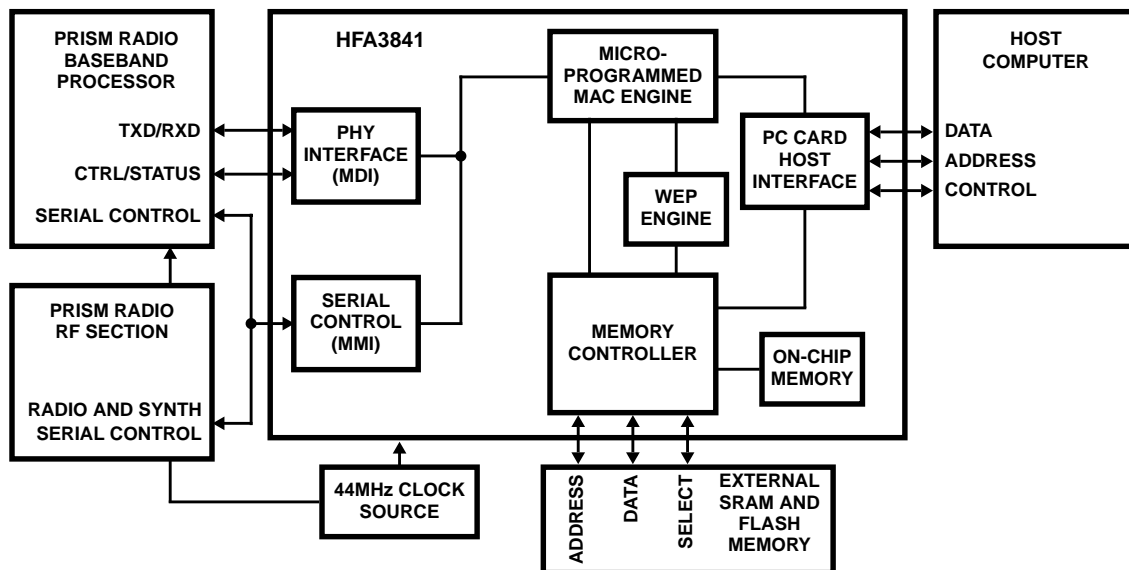 PRISM RADIO
BASEBAND
PROCESSOR
TXD/RXD
CTRL/STATUS
SERIAL CONTROL
PRISM RADIO
RF SECTION
RADIO AND SYNTH
SERIAL CONTROL
HFA3841
PHY
INTERFACE
(MDI)
SERIAL
CONTROL
(MMI)
MICRO-
PROGRAMMED
MAC ENGINE
WEP
ENGINE
PC CARD
HOST
INTERFACE
MEMORY
CONTROLLER
ON-CHIP
MEMORY
HOST
COMPUTER
DATA
ADDRESS
CONTROL
44MHz CLOCK
SOURCE
ADDRESS
DATA
SELECT
EXTERNAL
SRAM AND
FLASH
MEMORY